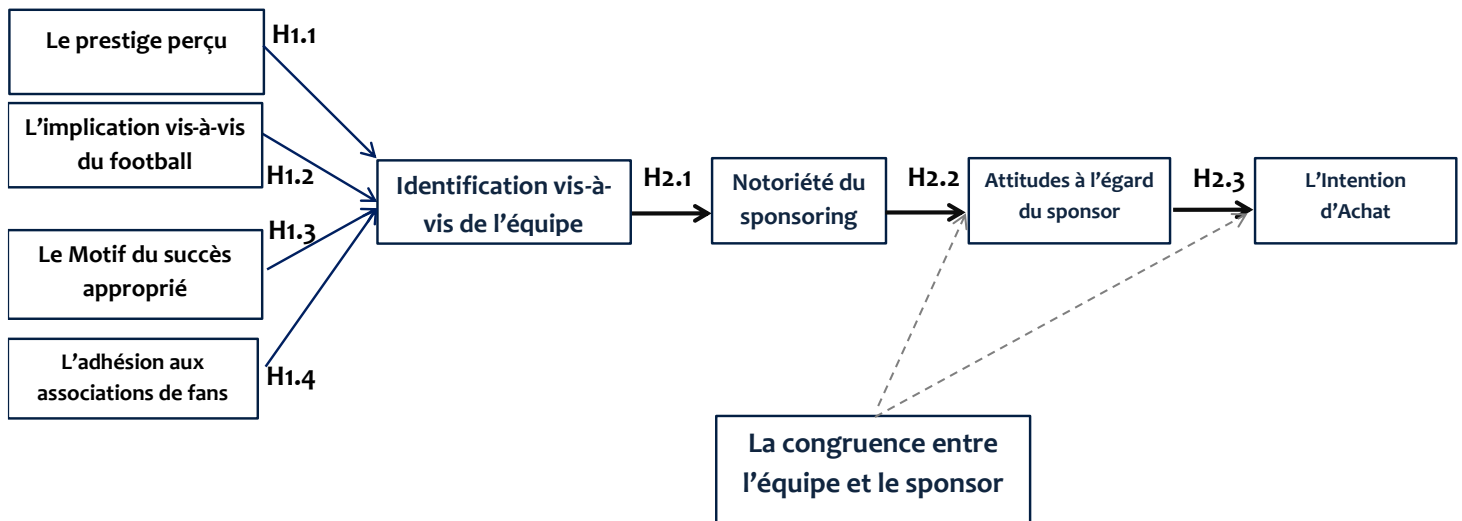 Le prestige perçu
H1.1
L'implication vis-à-vis
du football
H1.2
Le Motif du succès
approprié
H1.3
L'adhésion aux
associations de fans
H1.4
Identification vis-à-
vis de l'équipe
H2.1
Notoriété du
sponsoring
H2.2
Attitudes à l'égard
du sponsor
H2.3
L'Intention
d'Achat
La congruence entre
l'équipe et le sponsor